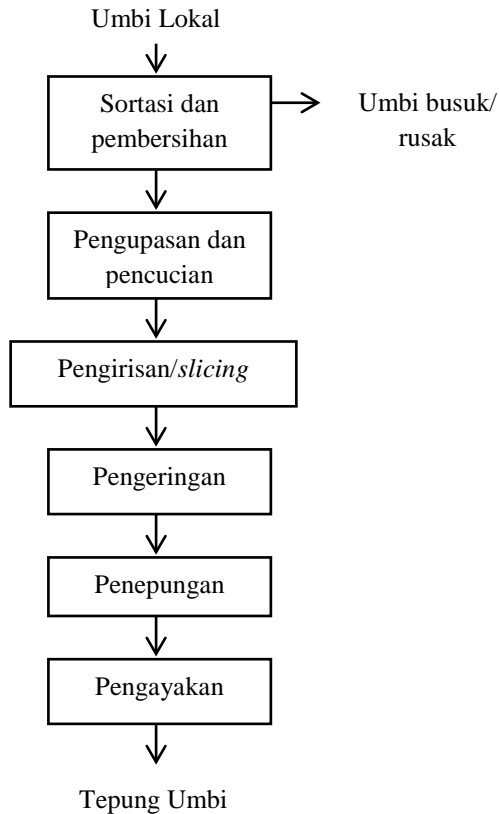 Umbi Lokal
Sortasi dan
pembersihan
Umbi busuk/
rusak
Pengupasan dan
pencucian
Pengirisan/slicing
Pengeringan
Penepungan
Pengayakan
Tepung Umbi